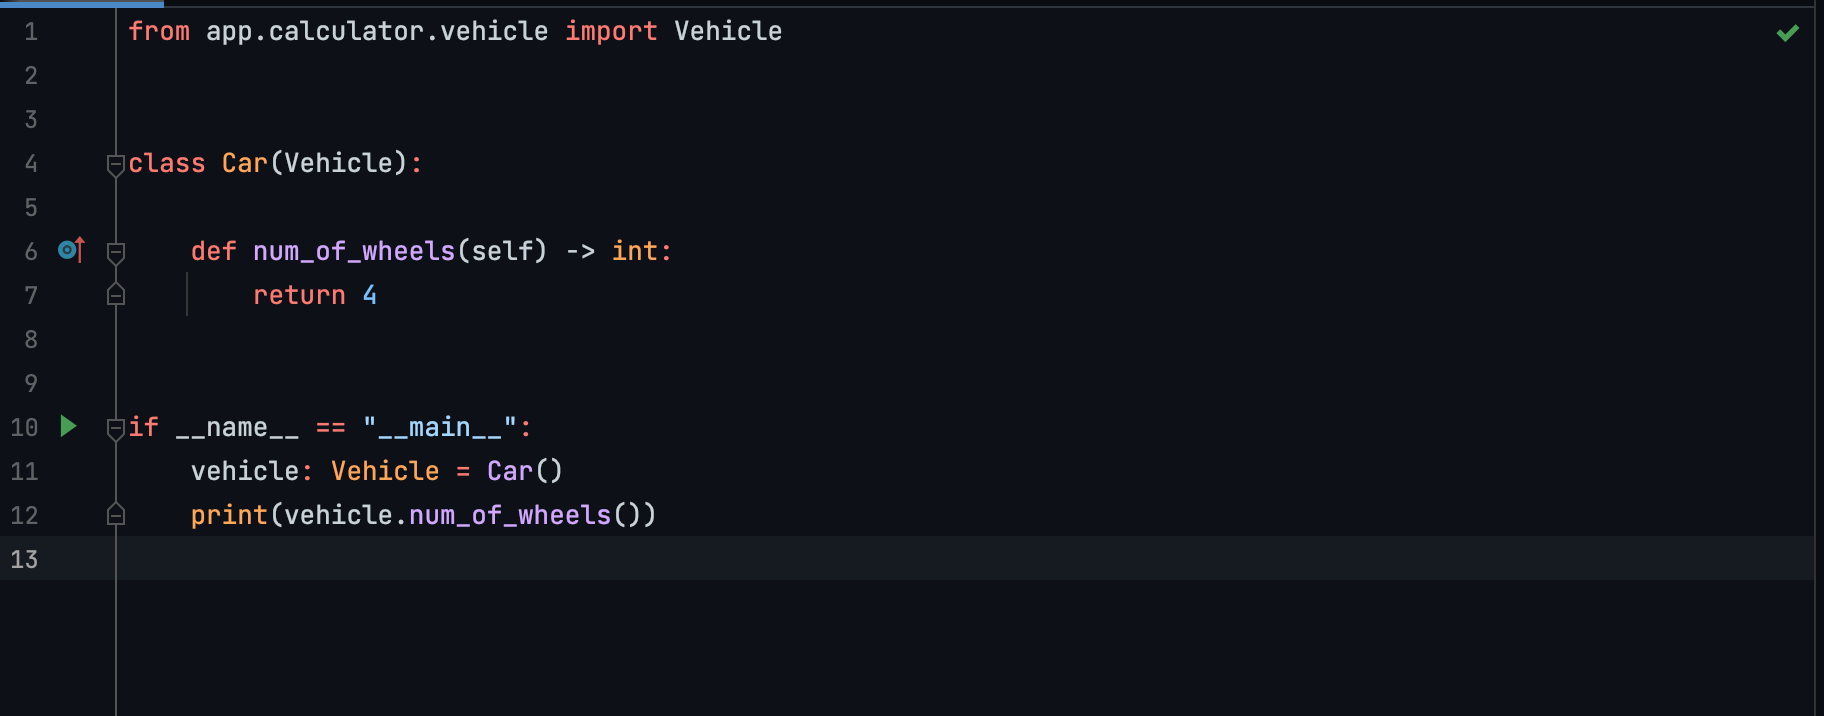 1 from app.calculator.vehicle import Vehicle
2
3
4 class Car(Vehicle):
5
6     def num_of_wheels(self) -> int:
7         return 4
8
9
10 if __name__ == "__main__":
11     vehicle: Vehicle = Car()
12     print(vehicle.num_of_wheels())
13